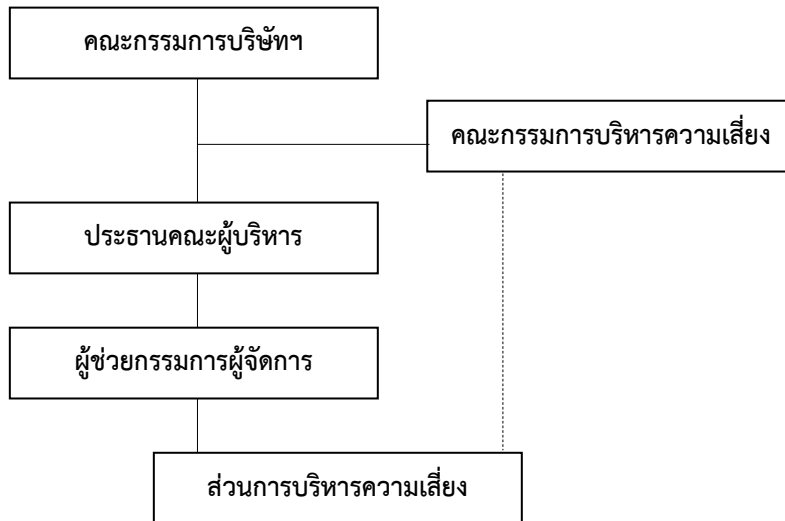 คณะกรรมการบริษัทฯ
คณะกรรมการบริหารความเสี่ยง
ประธานคณะผู้บริหาร
ผู้ช่วยกรรมการผู้จัดการ
ส่วนการบริหารความเสี่ยง